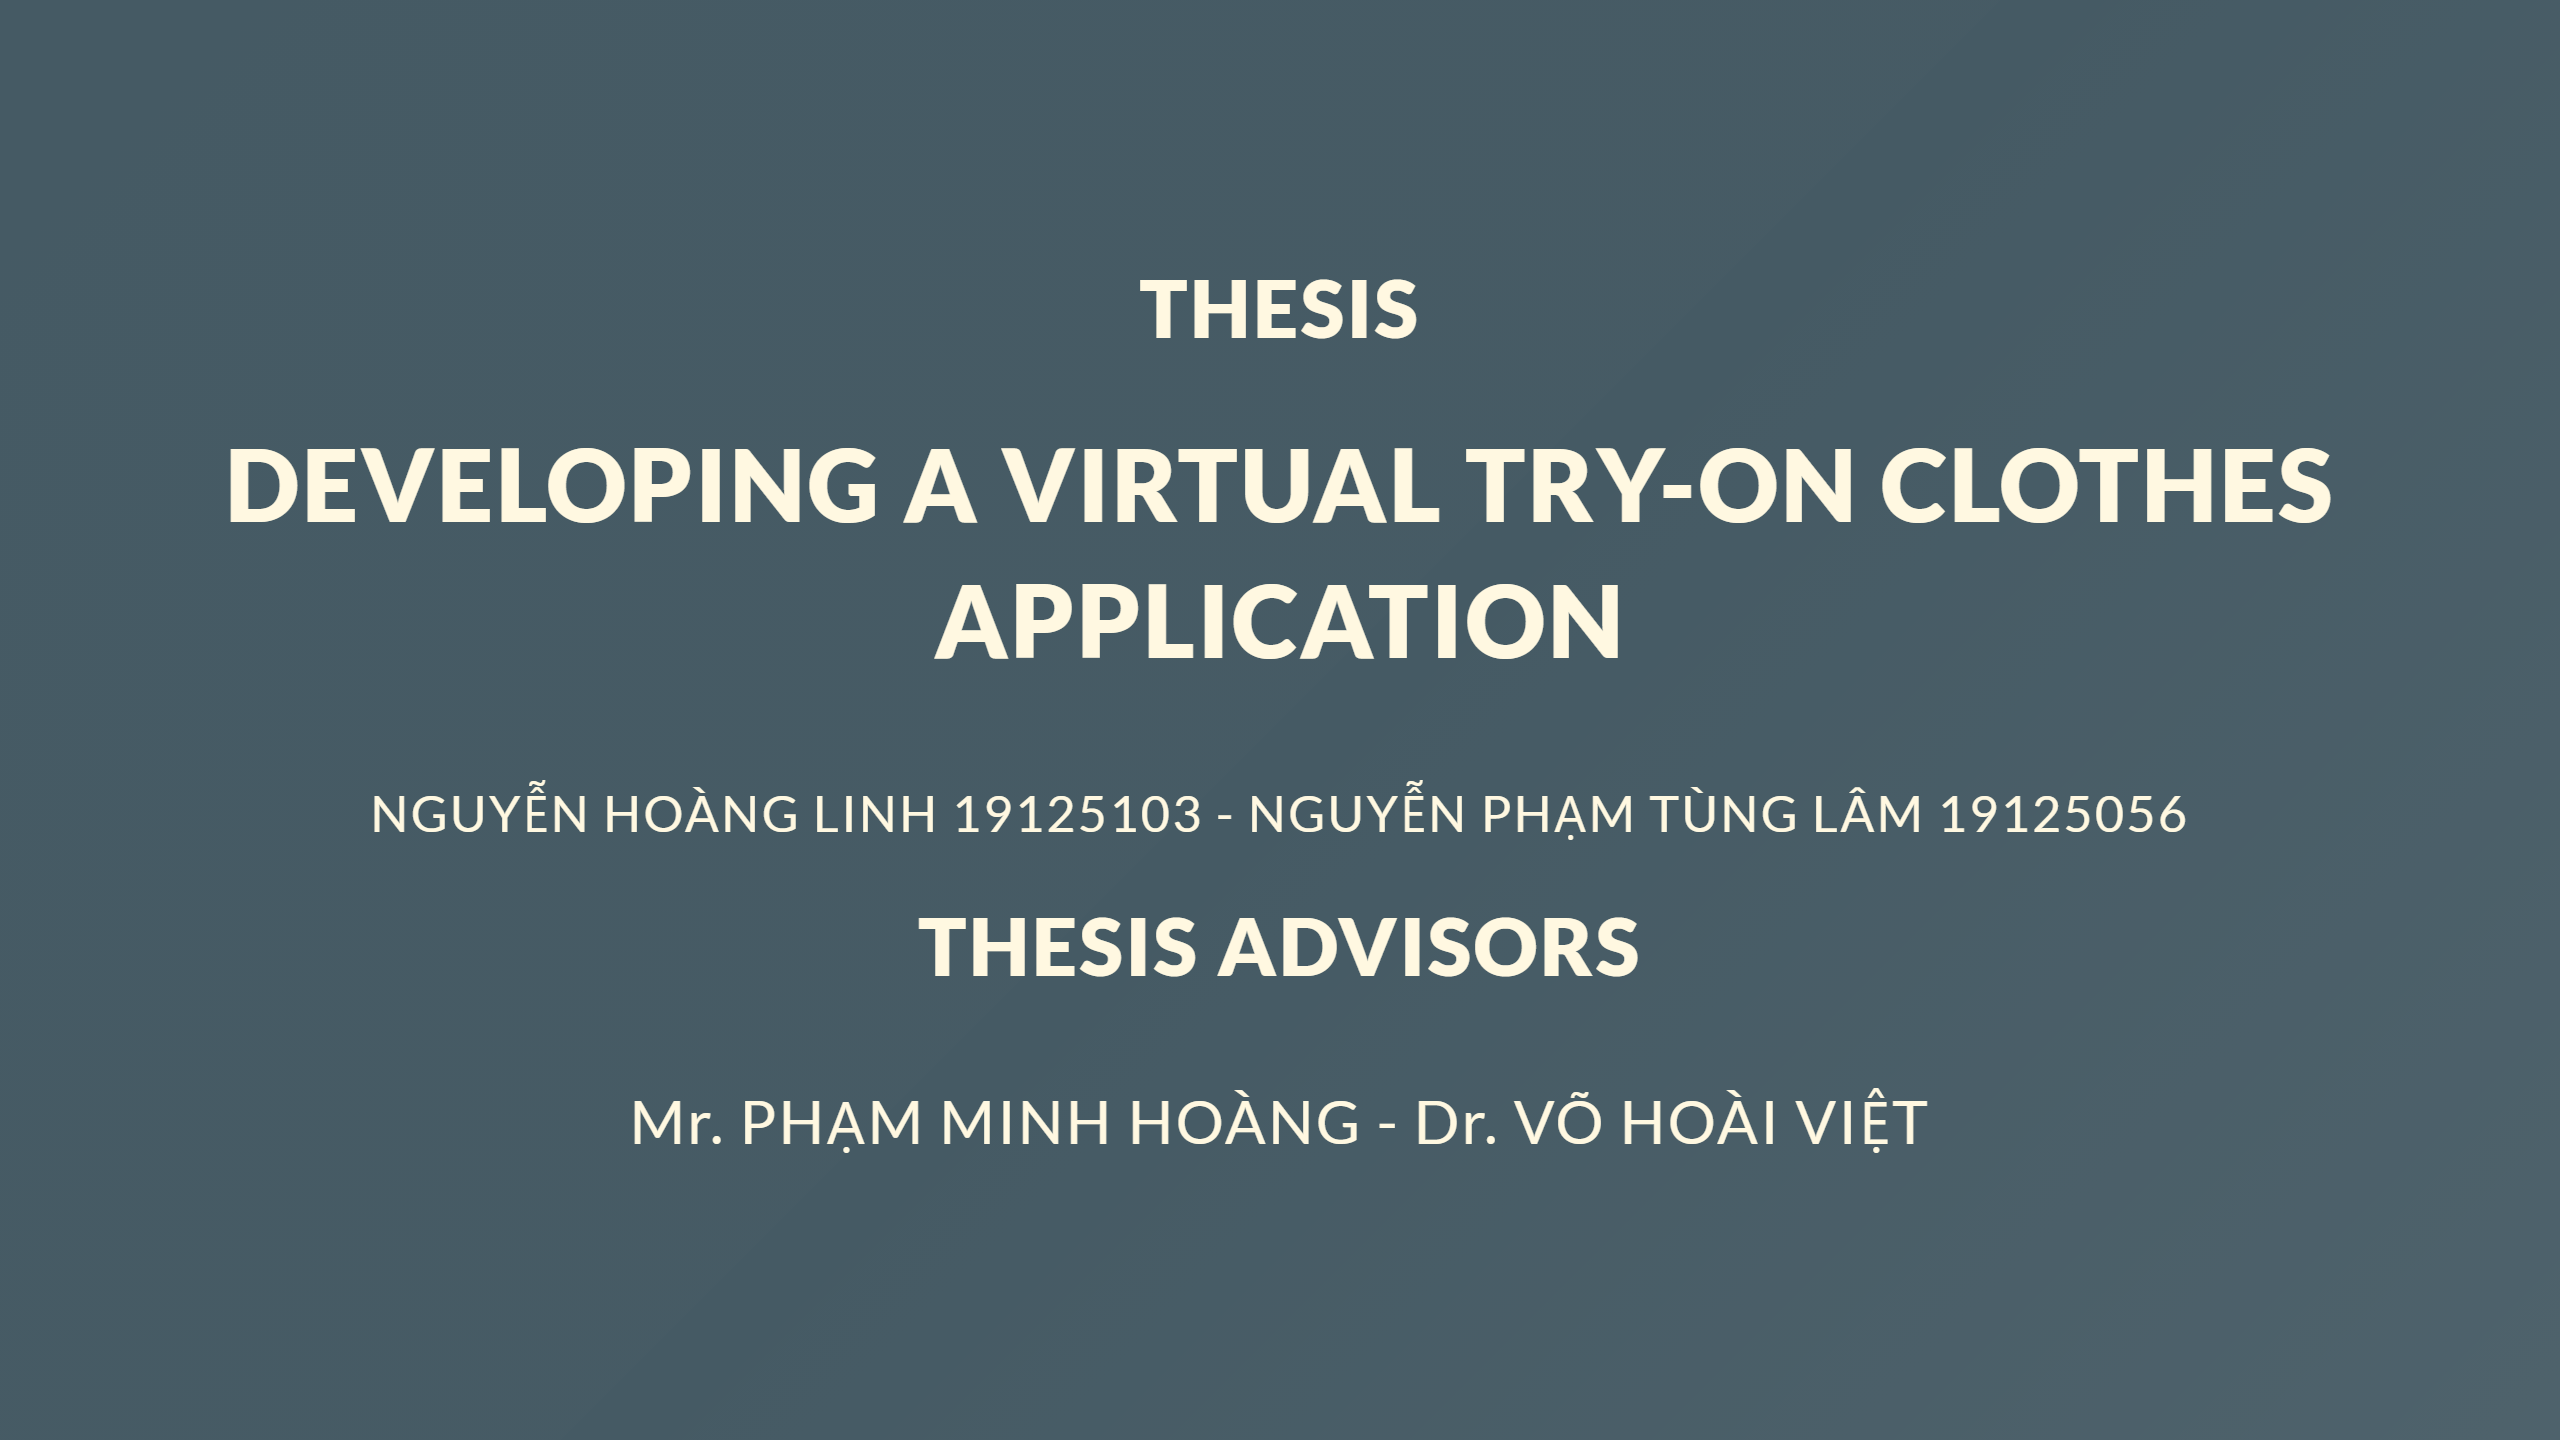 THESIS
DEVELOPING A VIRTUAL TRY-ON CLOTHES
APPLICATION
NGUYỄN HOÀNG LINH 19125103 - NGUYỄN PHẠM TÙNG LÂM 19125056
THESIS ADVISORS
Mr. PHẠM MINH HOÀNG - Dr. VÕ HOÀI VIỆT